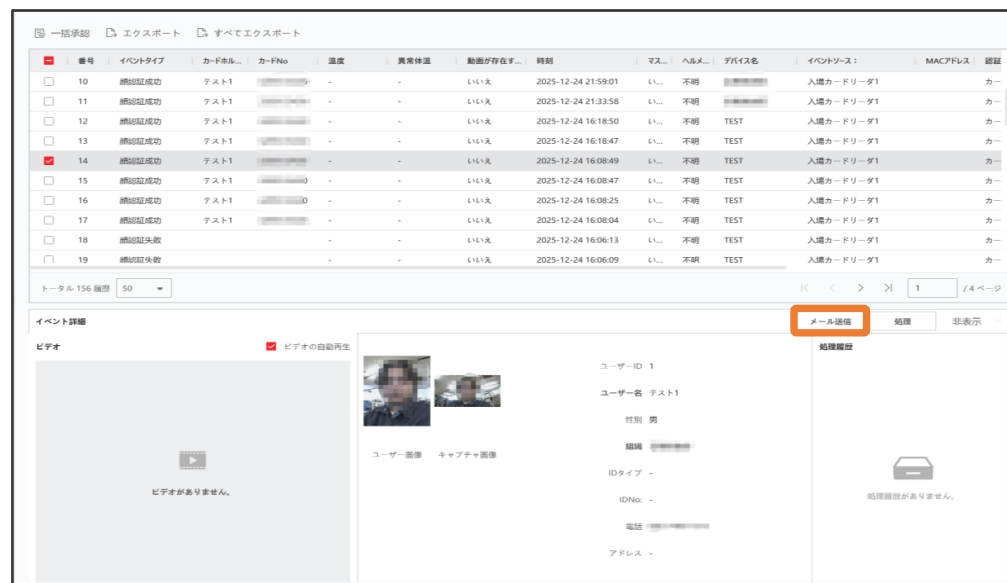 一括承認 エクスポート すべてエクスポート
番号 イベントタイプ カードホル... カードNo 温度 異常体温 動画が存在す... 時刻 マス... ヘルメ... デバイス名 イベントソース: MACアドレス 認証
10 顔認証成功 テスト1 - - いいえ 2025-12-24 21:59:01 い... 不明 入場カードリーダ1 カー
11 顔認証成功 テスト1 - - いいえ 2025-12-24 21:33:58 い... 不明 入場カードリーダ1 カー
12 顔認証成功 テスト1 - - いいえ 2025-12-24 16:18:50 い... 不明 TEST 入場カードリーダ1 カー
13 顔認証成功 テスト1 - - いいえ 2025-12-24 16:18:47 い... 不明 TEST 入場カードリーダ1 カー
14 顔認証成功 テスト1 - - いいえ 2025-12-24 16:08:49 い... 不明 TEST 入場カードリーダ1 カー
15 顔認証成功 テスト1 - - いいえ 2025-12-24 16:08:47 い... 不明 TEST 入場カードリーダ1 カー
16 顔認証成功 テスト1 - - いいえ 2025-12-24 16:08:25 い... 不明 TEST 入場カードリーダ1 カー
17 顔認証成功 テスト1 - - いいえ 2025-12-24 16:08:04 い... 不明 TEST 入場カードリーダ1 カー
18 顔認証失敗 - - いいえ 2025-12-24 16:06:13 い... 不明 TEST 入場カードリーダ1 カー
19 顔認証失敗 - - いいえ 2025-12-24 16:06:09 い... 不明 TEST 入場カードリーダ1 カー
トータル 156 履歴 50 1 / 4 ページ
イベント詳細 メール送信 処理 非表示
ビデオ ビデオの自動再生
ビデオがありません。
ユーザー画像 キャプチャ画像
ユーザーID 1
ユーザー名 テスト1
性別 男
組織
IDタイプ -
IDNo: -
電話
アドレス -
処理履歴
処理履歴がありません。